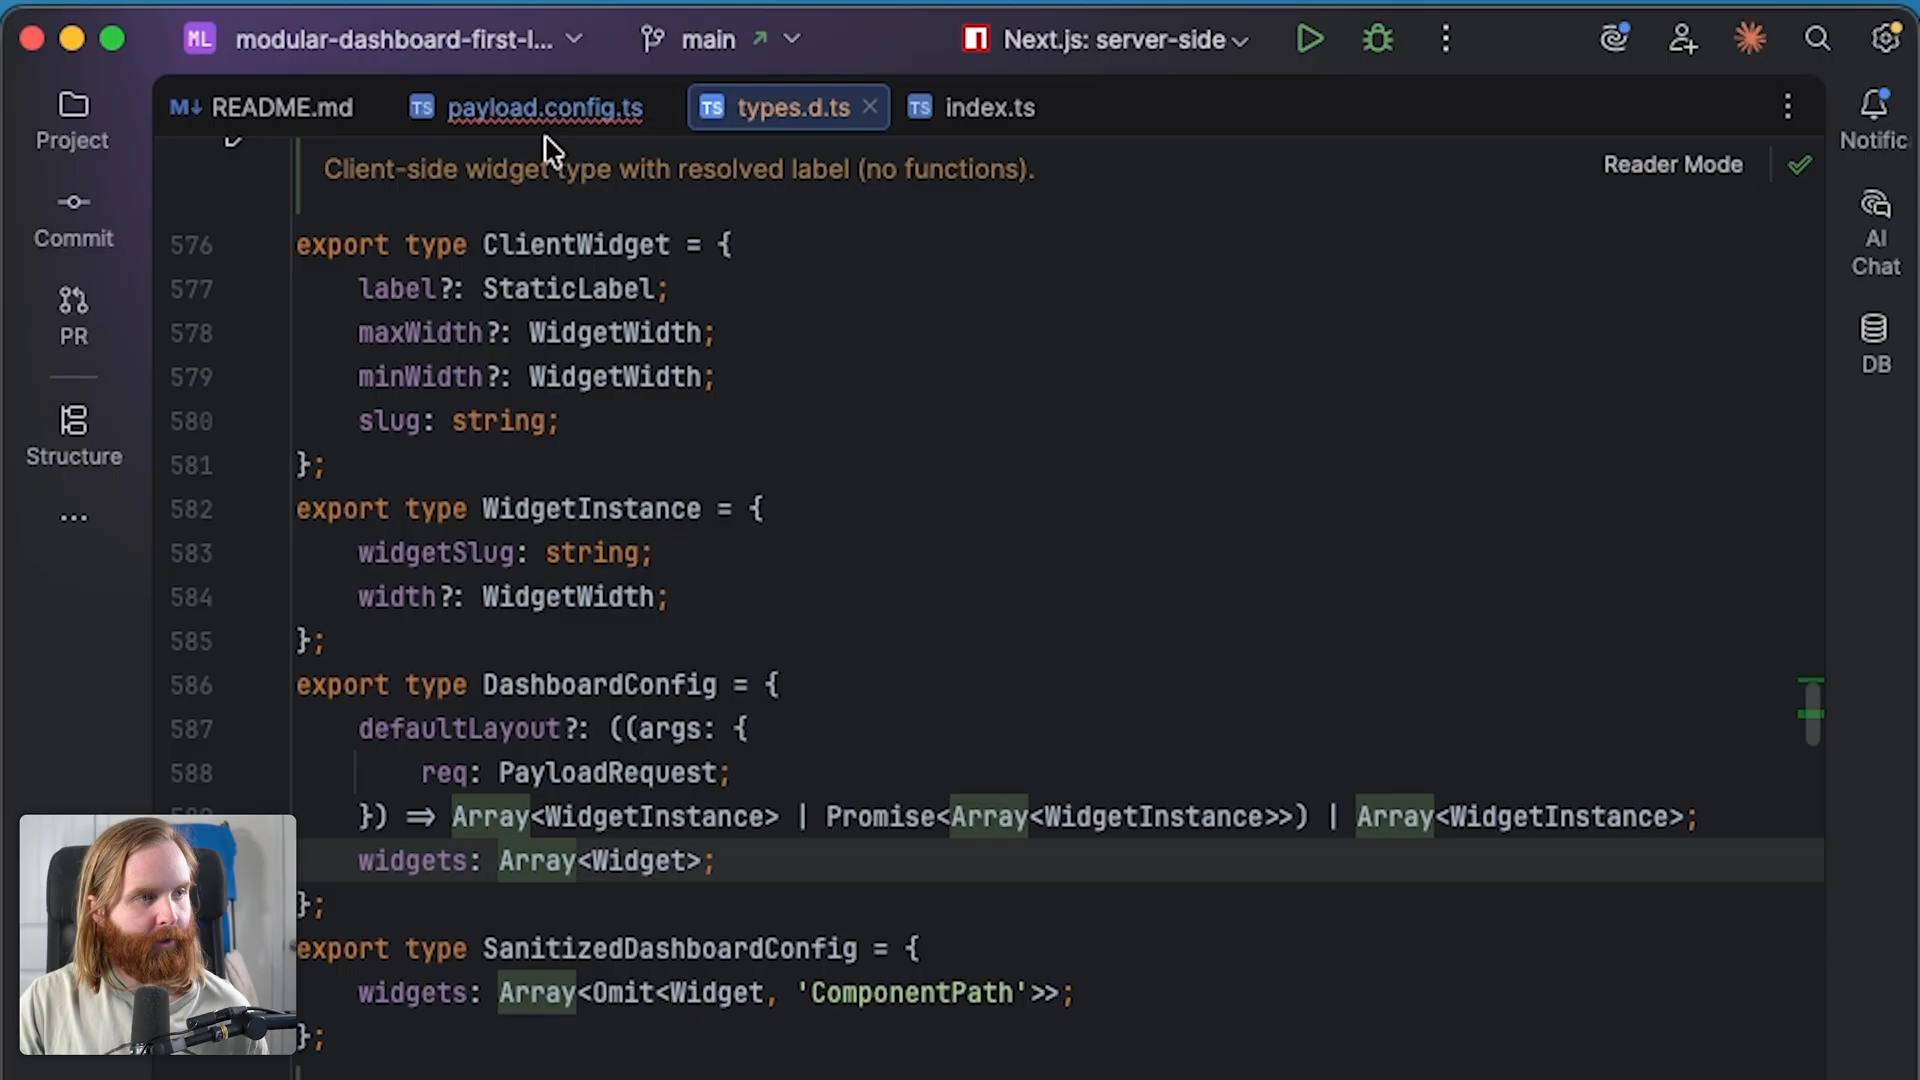 ML modular-dashboard-first-l... main Next.js: server-side
Project
Commit
PR
Structure
...
README.md payload.config.ts types.d.ts index.ts
Client-side widget type with resolved label (no functions).
Reader Mode
576 export type ClientWidget = {
577 label?: StaticLabel;
578 maxWidth?: WidgetWidth;
579 minWidth?: WidgetWidth;
580 slug: string;
581 };
582 export type WidgetInstance = {
583 widgetSlug: string;
584 width?: WidgetWidth;
585 };
586 export type DashboardConfig = {
587 defaultLayout?: ((args: {
588 req: PayloadRequest;
}) => Array<WidgetInstance> | Promise<Array<WidgetInstance>>) | Array<WidgetInstance>;
widgets: Array<Widget>;
};
export type SanitizedDashboardConfig = {
widgets: Array<Omit<Widget, 'ComponentPath'>>;
};
Notific
AI
Chat
DB